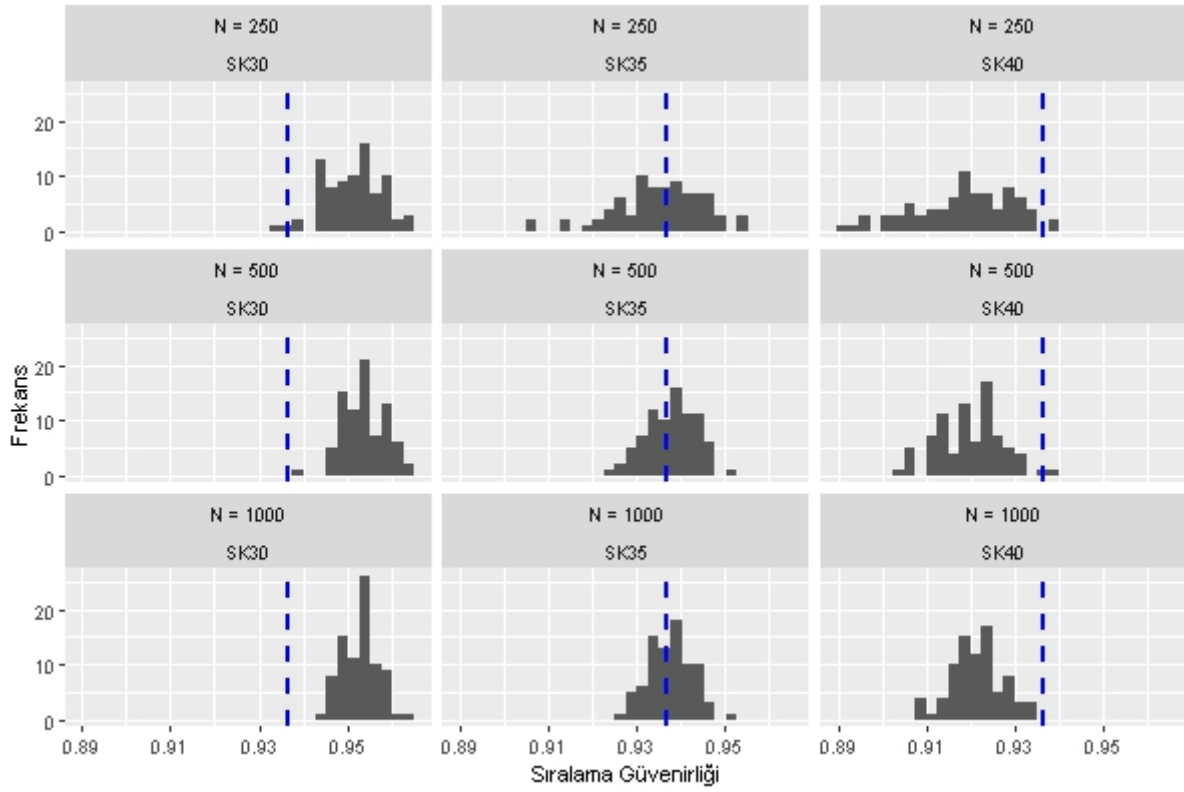 N = 250 N = 250 N = 250
SK30 SK35 SK40
20
10
0
N = 500 N = 500 N = 500
SK30 SK35 SK40
20
10
0
Frekans
N = 1000 N = 1000 N = 1000
SK30 SK35 SK40
20
10
0
0.89 0.91 0.93 0.95 0.89 0.91 0.93 0.95 0.89 0.91 0.93 0.95
Sıralama Güvenirliği